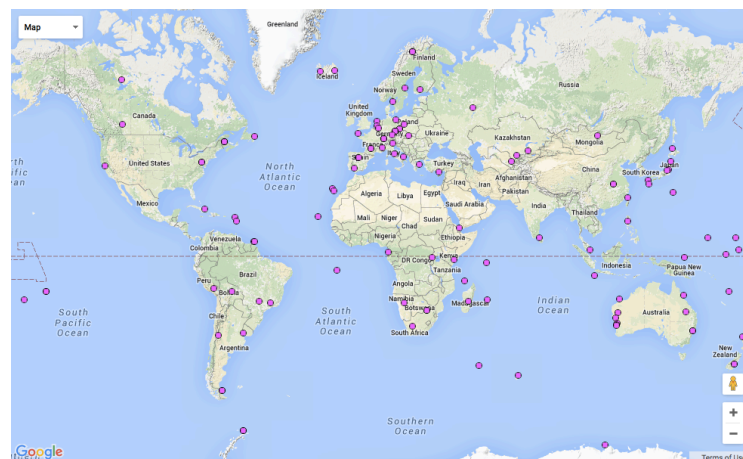 Map
Greenland
Iceland
Finland
Sweden
Norway
Russia
United
Kingdom
Poland
Germany
Ukraine
France
Spain
Italy
Turkey
Kazakhstan
Mongolia
Canada
United States
North
Atlantic
Ocean
Mexico
Algeria
Libya
Egypt
Iraq
Iran
Afghanistan
Pakistan
Saudi Arabia
China
South Korea
Japan
India
Thailand
Mali
Niger
Chad
Sudan
Nigeria
Ethiopia
Venezuela
Colombia
DR Congo
Kenya
Tanzania
Indonesia
Papua New
Guinea
Peru
Brazil
Bolivia
Angola
Namibia
Botswana
Madagascar
South
Pacific
Ocean
South
Atlantic
Ocean
Indian
Ocean
Australia
Chile
Argentina
South Africa
New
Zealand
Southern
Ocean
+
−
Google
Terms of Use